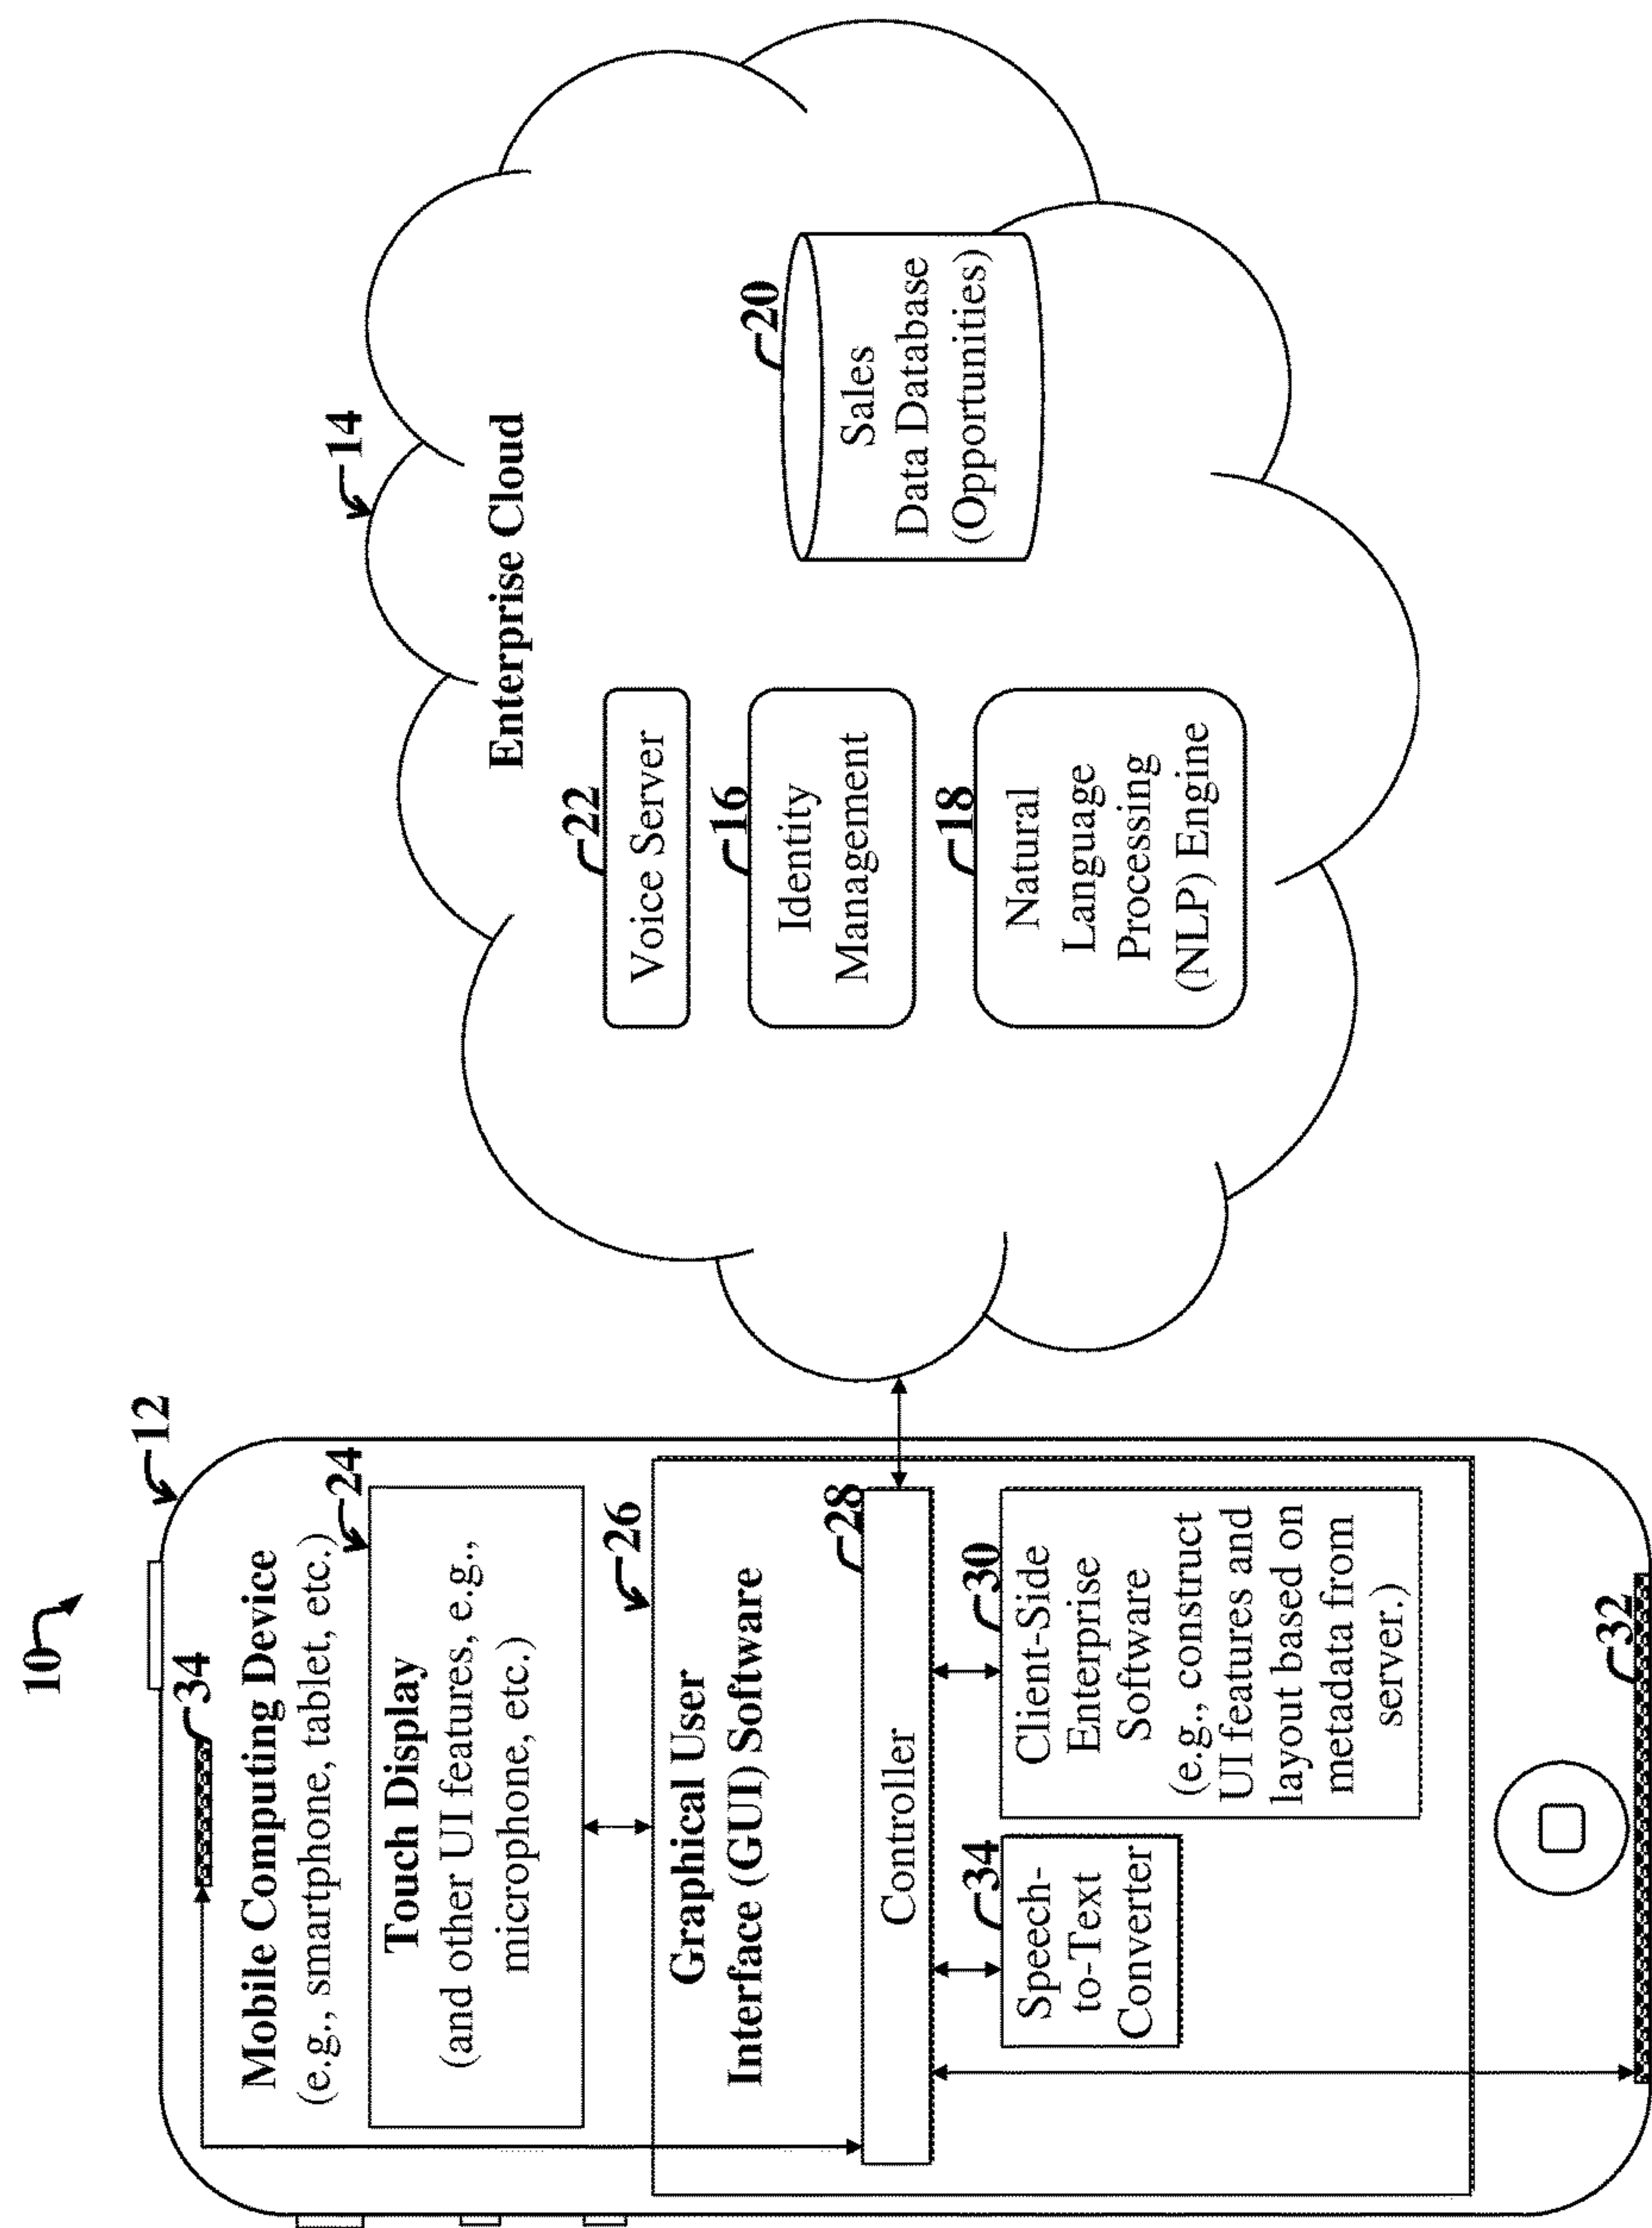 10
12
34
Mobile Computing Device
(e.g., smartphone, tablet, etc.)
24
Touch Display
(and other UI features, e.g.,
microphone, etc.)
26
Graphical User
Interface (GUI) Software
28
Controller
34
Speech-
to-Text
Converter
30
Client-Side
Enterprise
Software
(e.g., construct
UI features and
layout based on
metadata from
server.)
32
14
Enterprise Cloud
22
Voice Server
16
Identity
Management
18
Natural
Language
Processing
(NLP) Engine
20
Sales
Data Database
(Opportunities)